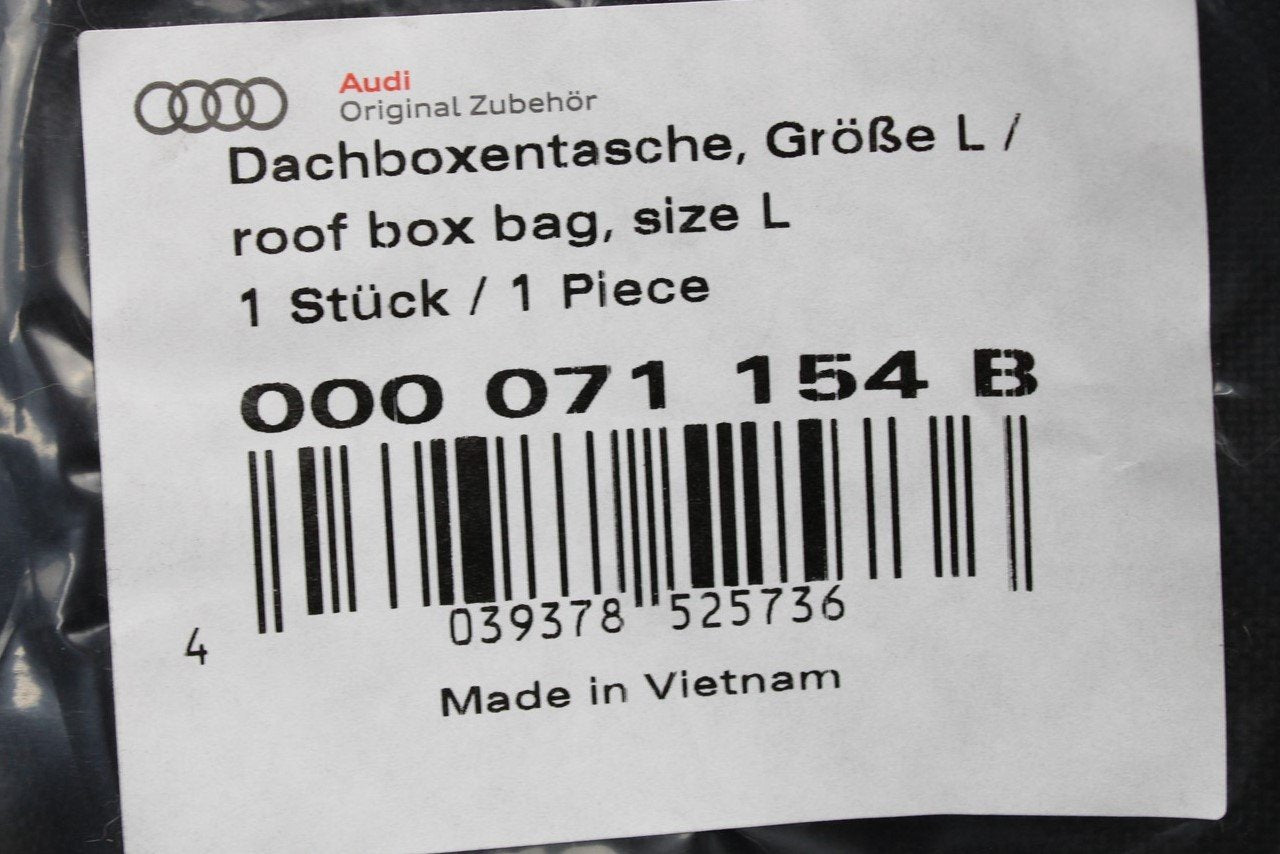 Audi
Original Zubehör
Dachboxentasche, Größe L /
roof box bag, size L
1 Stück / 1 Piece
000 071 154 B
4 039378 525736
Made in Vietnam